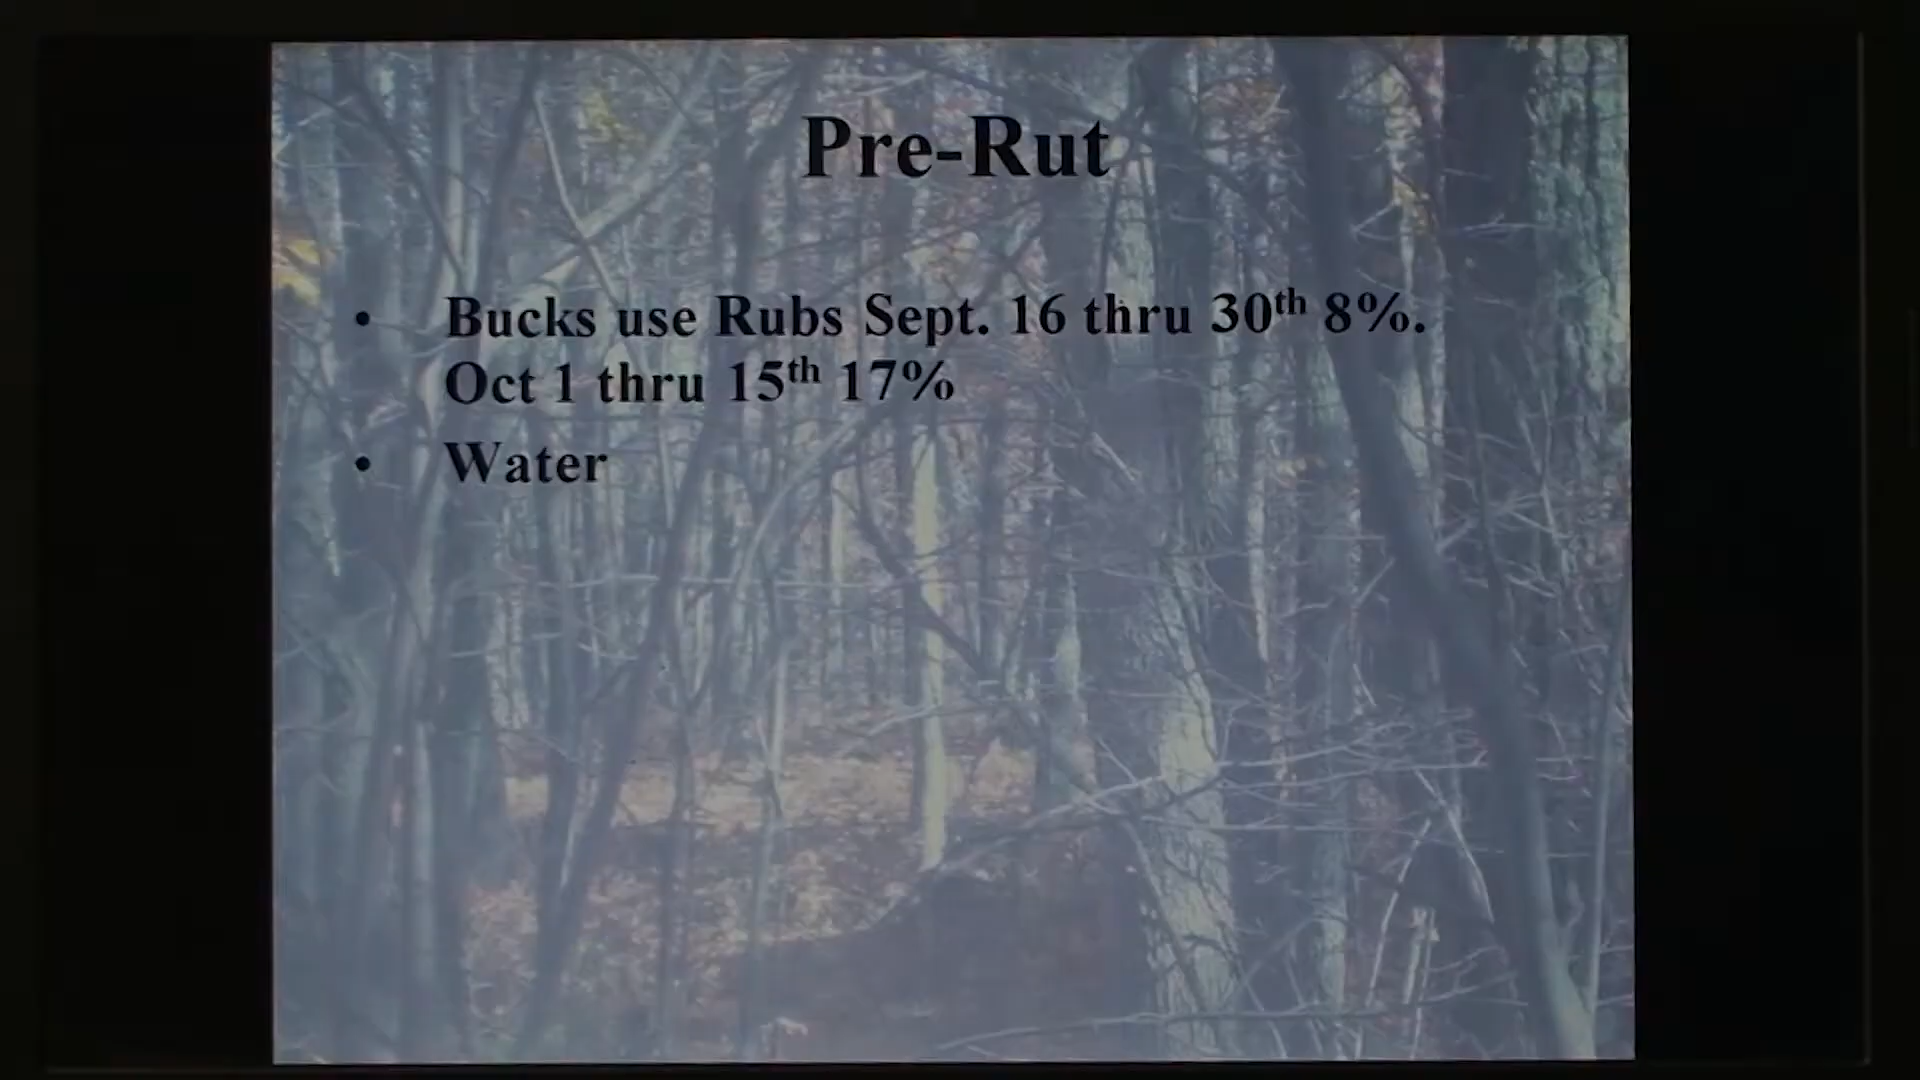 Pre-Rut
• Bucks use Rubs Sept. 16 thru 30th 8%.
Oct 1 thru 15th 17%
• Water